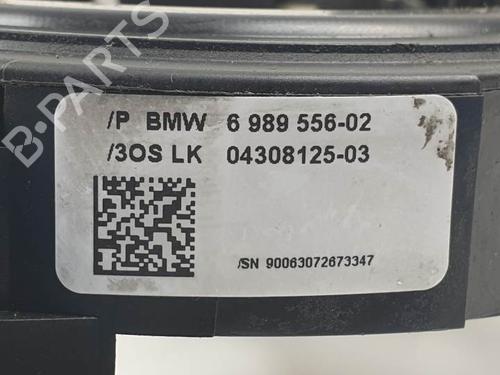 /P BMW 6 989 556-02
/3OS LK 04308125-03
/SN 90063072673347
B-PARTS